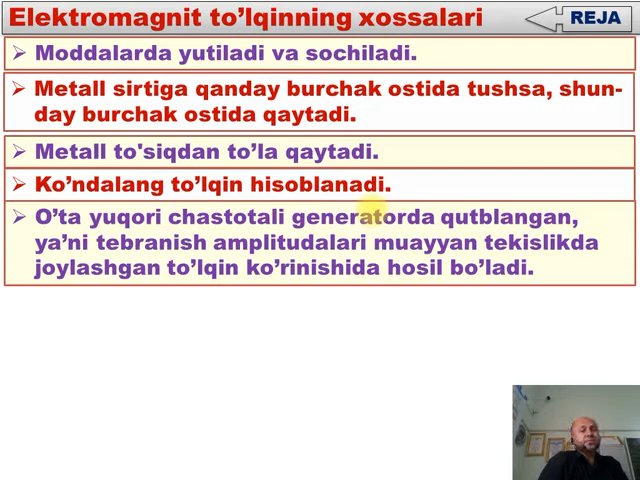 Elektromagnit to’lqinning xossalari
REJA
Moddalarda yutiladi va sochiladi.
Metall sirtiga qanday burchak ostida tushsa, shun-
day burchak ostida qaytadi.
Metall to'siqdan to’la qaytadi.
Ko’ndalang to’lqin hisoblanadi.
O’ta yuqori chastotali generatorda qutblangan,
ya’ni tebranish amplitudalari muayyan tekislikda
joylashgan to’lqin ko’rinishida hosil bo’ladi.